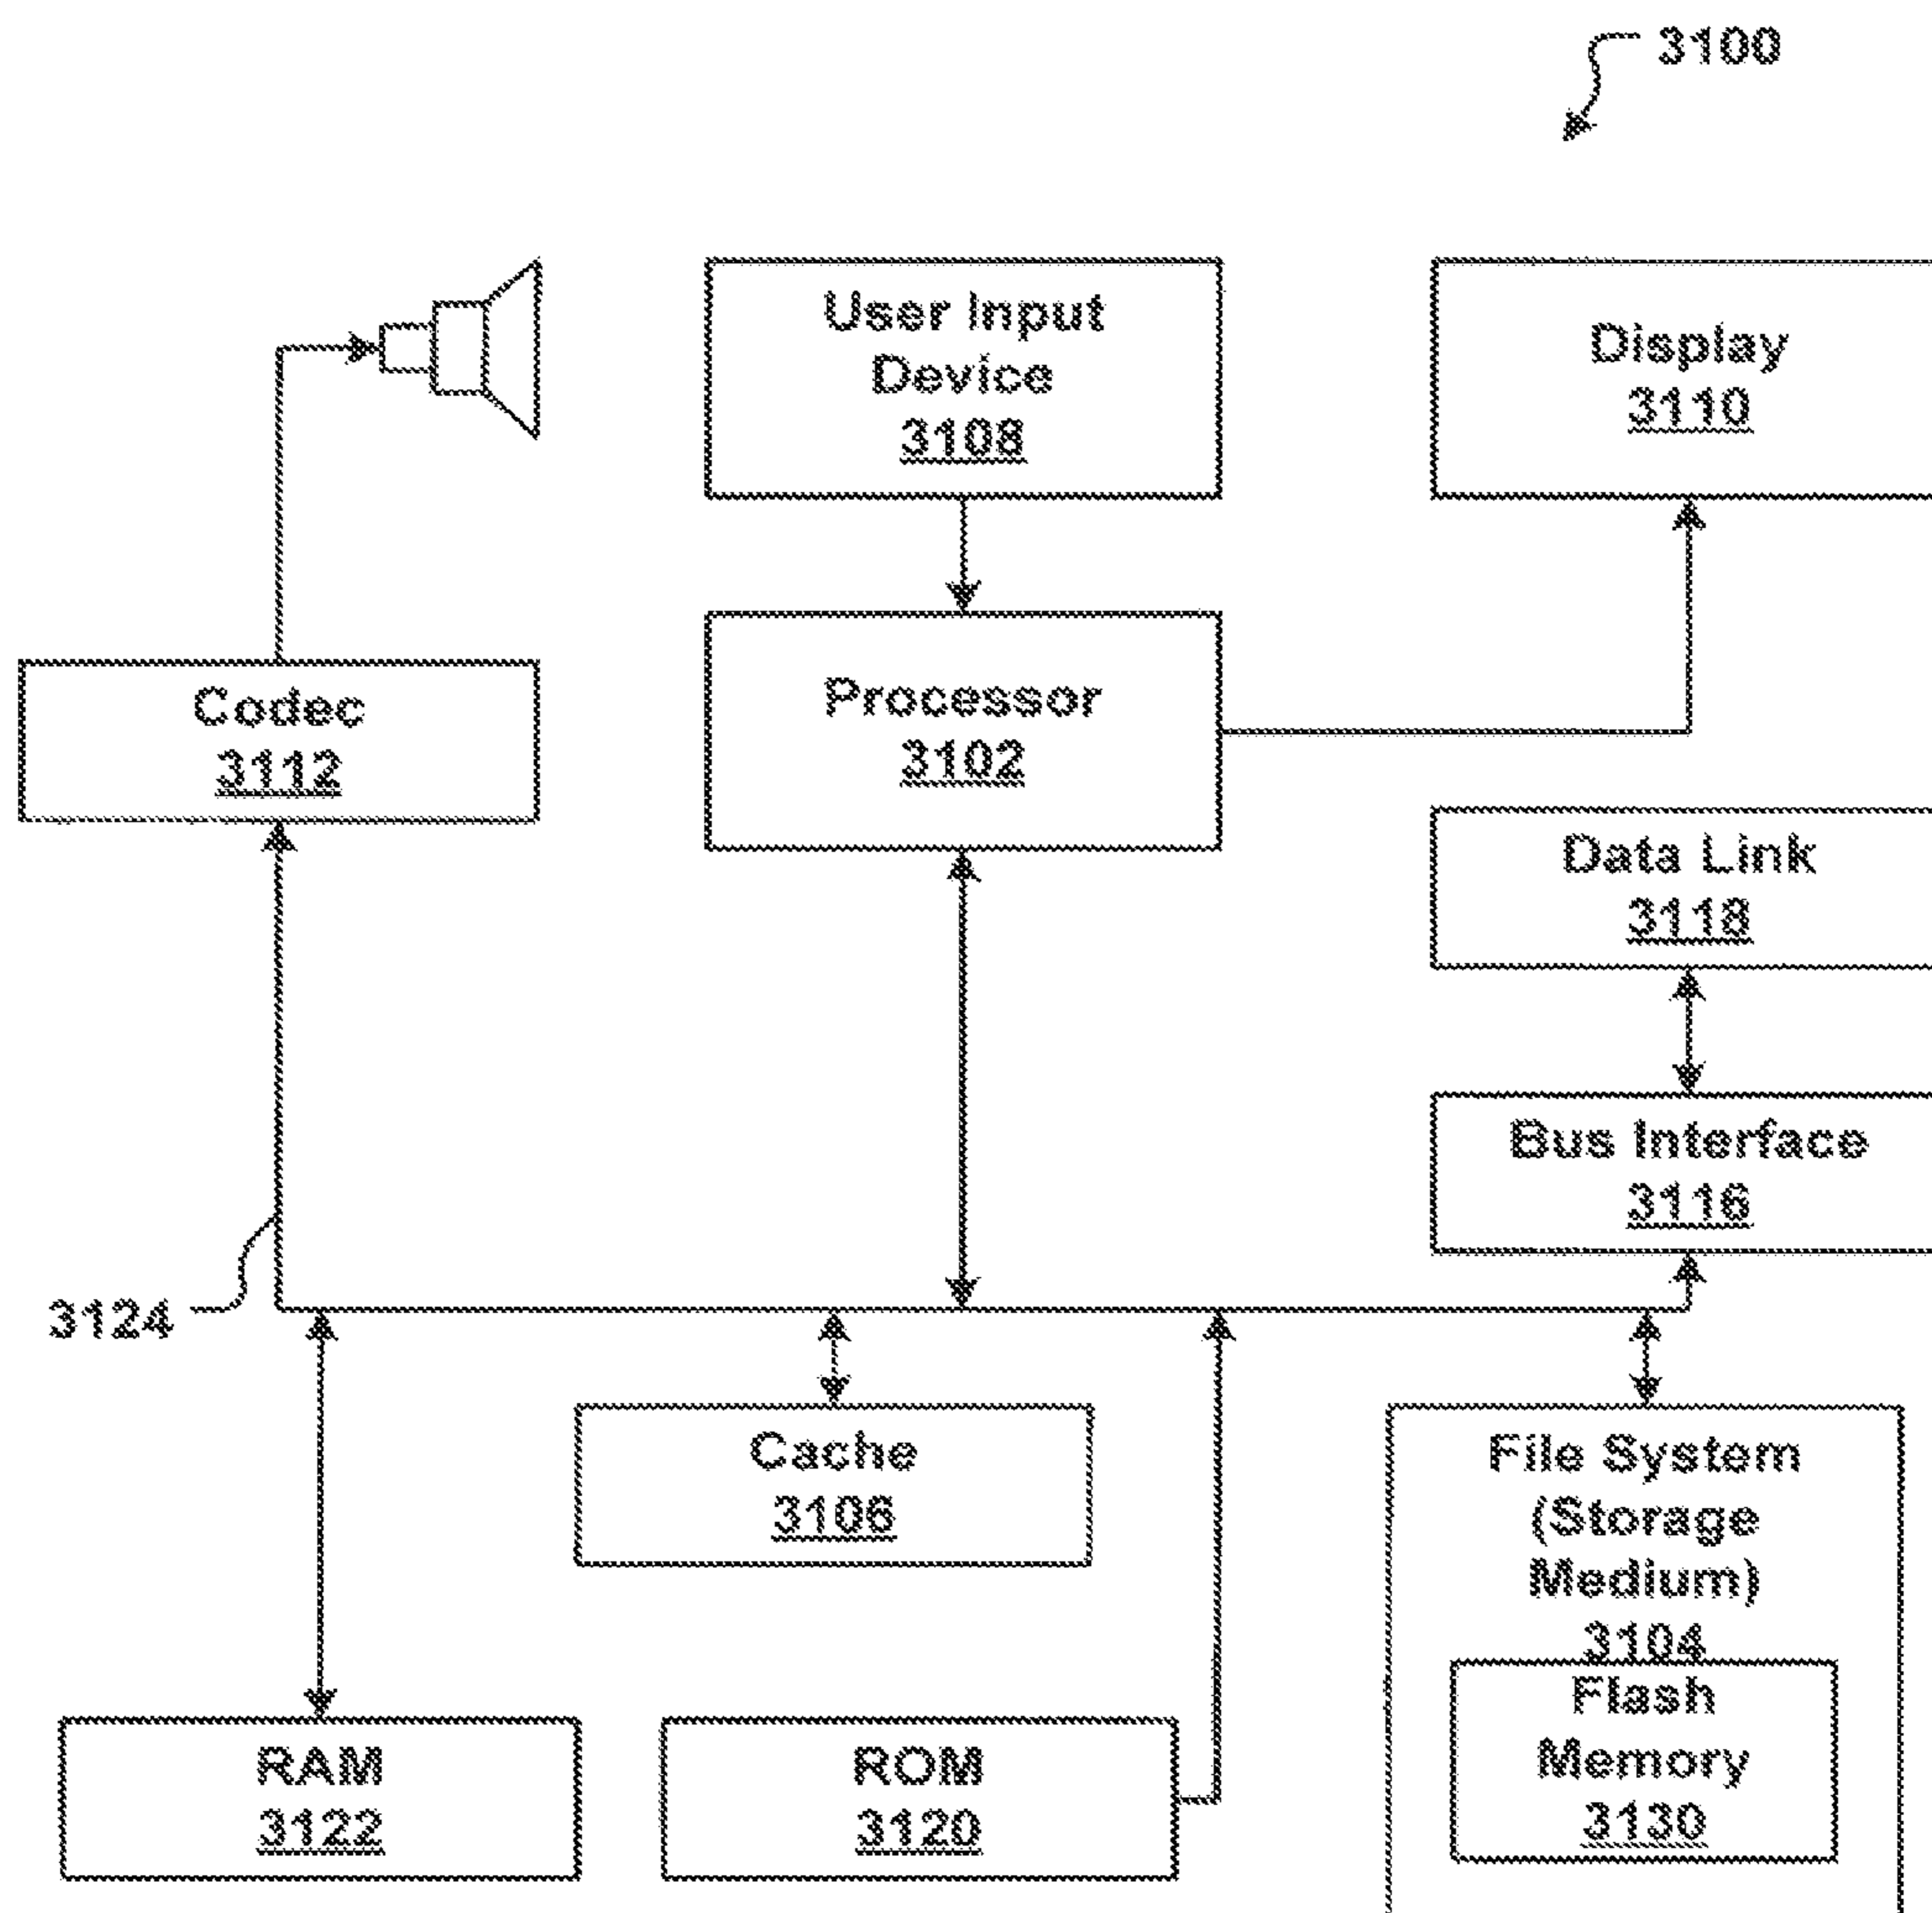 3100
User Input
Device
3108
Display
3110
Codec
3112
Processor
3102
Data Link
3118
Bus Interface
3116
3124
Cache
3106
File System
(Storage
Medium)
3104
Flash
Memory
3130
RAM
3122
ROM
3120